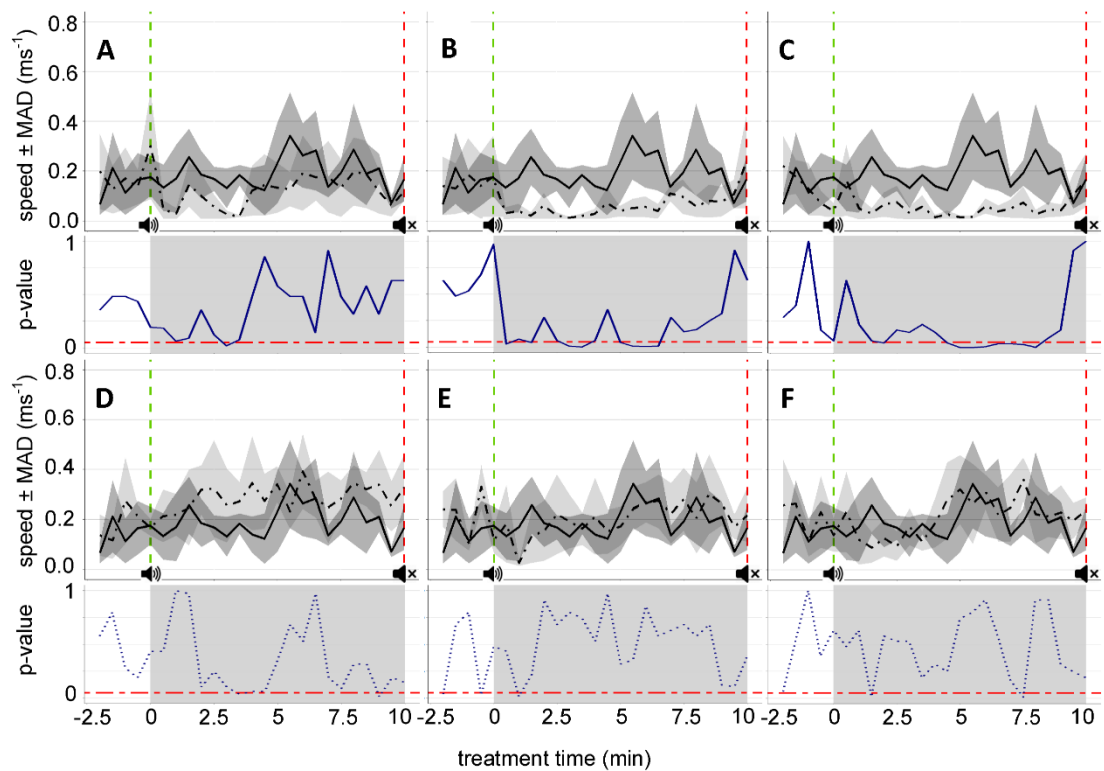 0.8
0.6
0.4
0.2
0.0
speed ± MAD (ms⁻¹)
A
B
C
1
0
p-value
0.8
0.6
0.4
0.2
0.0
speed ± MAD (ms⁻¹)
D
E
F
1
0
p-value
-2.5 0 2.5 5 7.5 10 -2.5 0 2.5 5 7.5 10 -2.5 0 2.5 5 7.5 10
treatment time (min)